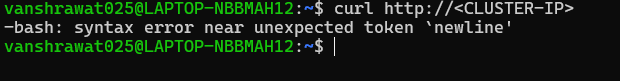 vanshrawat025@LAPTOP-NBBMAH12:~$ curl http://<CLUSTER-IP>
-bash: syntax error near unexpected token `newline'
vanshrawat025@LAPTOP-NBBMAH12:~$